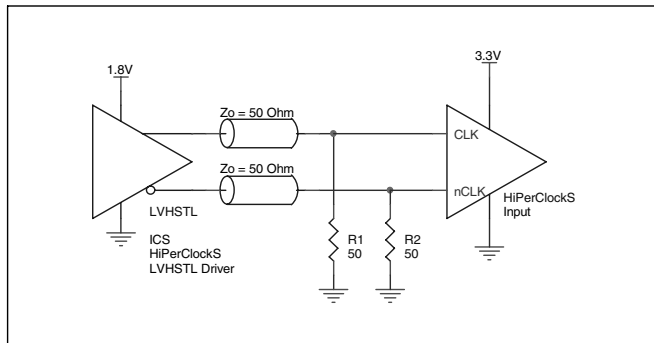 1.8V
3.3V
Zo = 50 Ohm
CLK
Zo = 50 Ohm
nCLK
HiPerClockS
Input
LVHSTL
ICS
HiPerClockS
LVHSTL Driver
R1
50
R2
50